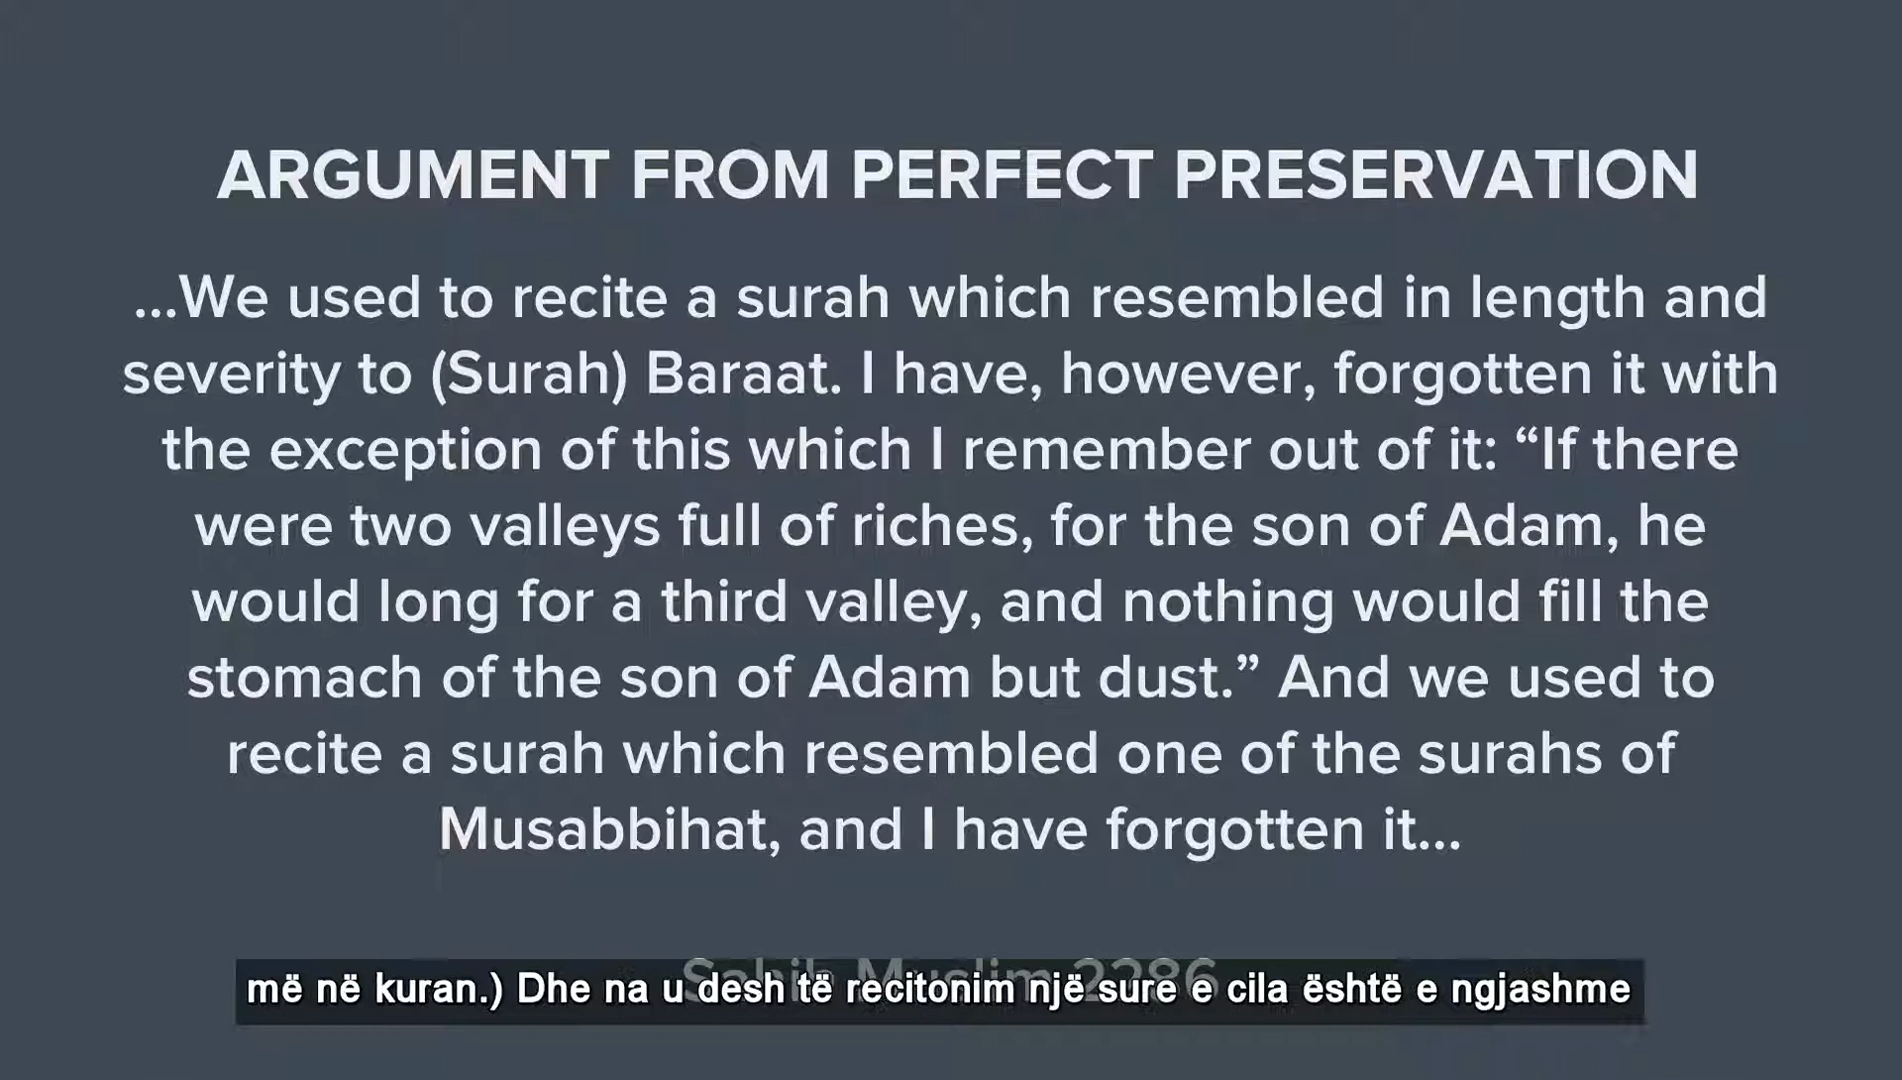 ARGUMENT FROM PERFECT PRESERVATION
...We used to recite a surah which resembled in length and
severity to (Surah) Baraat. I have, however, forgotten it with
the exception of this which I remember out of it: “If there
were two valleys full of riches, for the son of Adam, he
would long for a third valley, and nothing would fill the
stomach of the son of Adam but dust.” And we used to
recite a surah which resembled one of the surahs of
Musabbihat, and I have forgotten it...
Sahih Muslim 2286
më në kuran.) Dhe na u desh të recitonim një sure e cila është e ngjashme